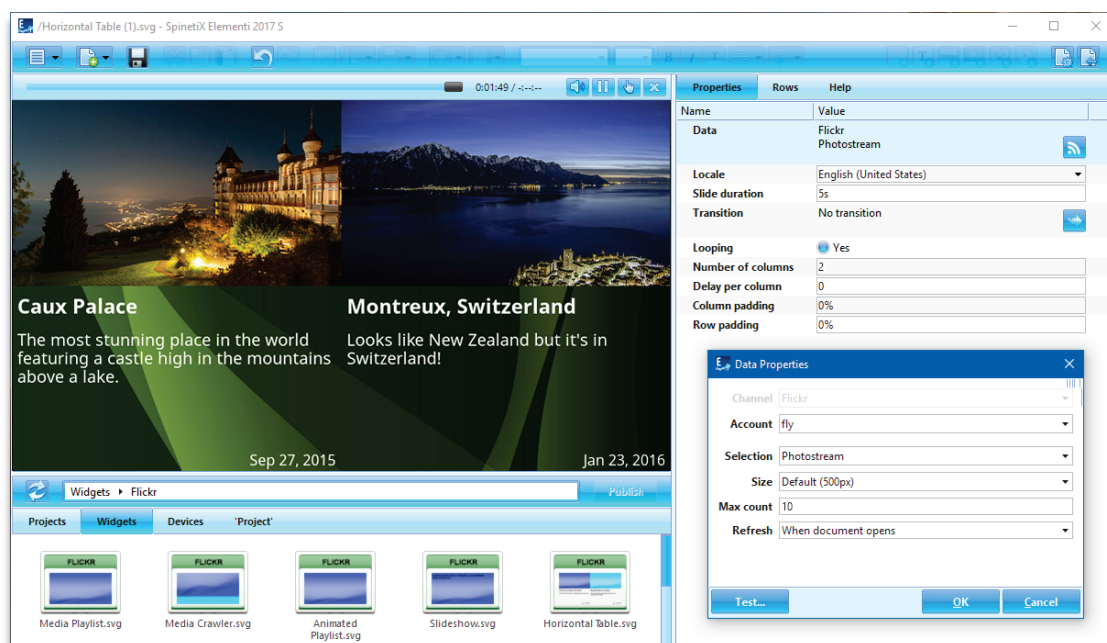 /Horizontal Table (1).svg - SpinetiX Elementi 2017 S
B I T
0:01:49 / -:--:--
Caux Palace
The most stunning place in the world
featuring a castle high in the mountains
above a lake.
Sep 27, 2015
Montreux, Switzerland
Looks like New Zealand but it's in
Switzerland!
Jan 23, 2016
Widgets Flickr
Publish
Projects Widgets Devices 'Project'
FLICKR FLICKR FLICKR FLICKR FLICKR
Media Playlist.svg Media Crawler.svg Animated Playlist.svg Slideshow.svg Horizontal Table.svg
Properties Rows Help
Name Value
Data Flickr
Photostream
Locale English (United States)
Slide duration 5s
Transition No transition
Looping Yes
Number of columns 2
Delay per column 0
Column padding 0%
Row padding 0%
Data Properties
Channel Flickr
Account fly
Selection Photostream
Size Default (500px)
Max count 10
Refresh When document opens
Test... OK Cancel